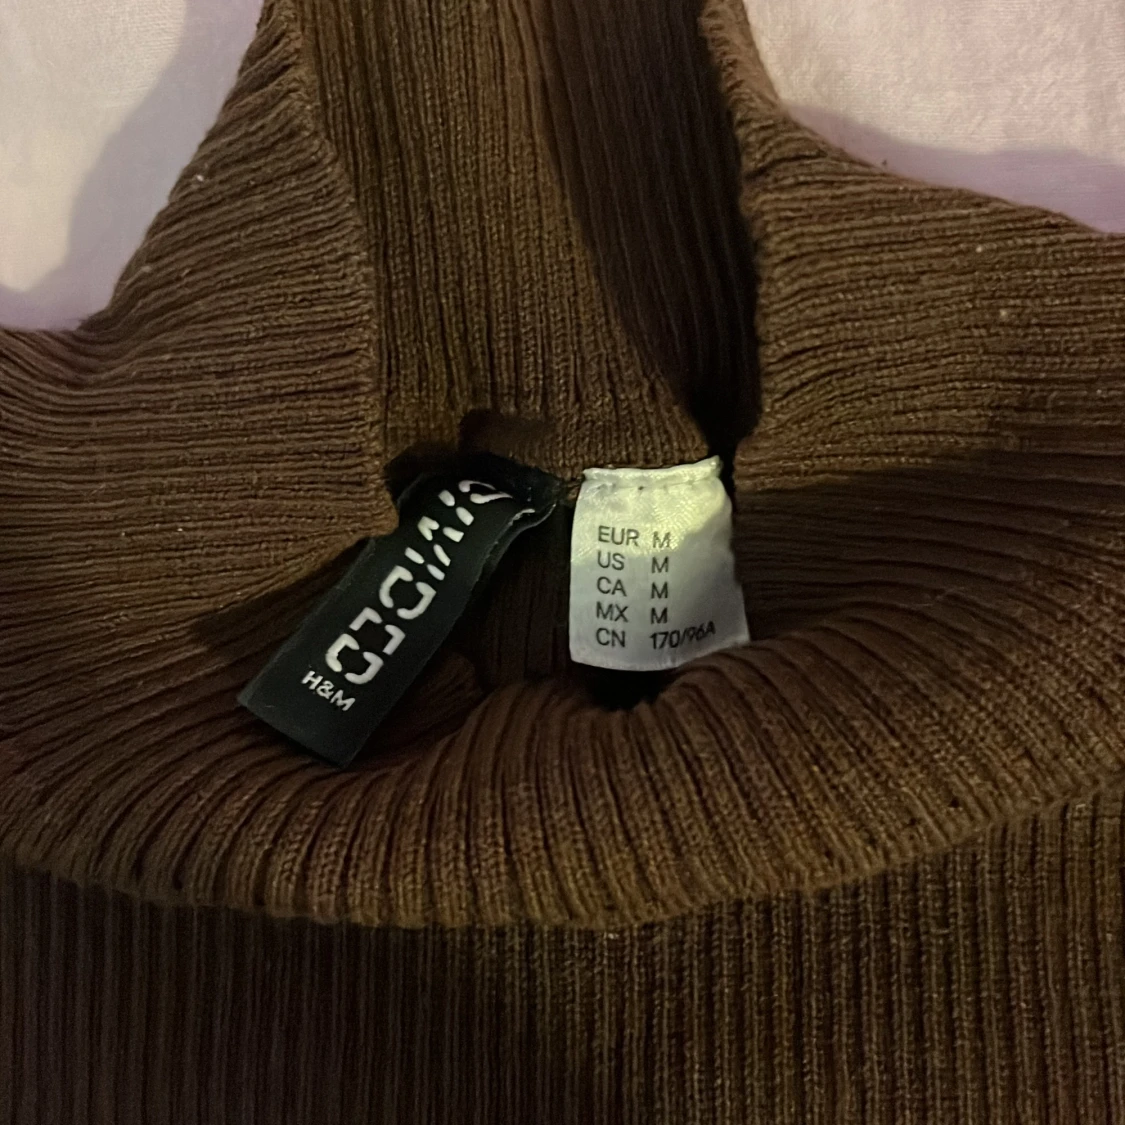 DIVIDED
H&M
EUR M
US M
CA M
MX M
CN 170/96A